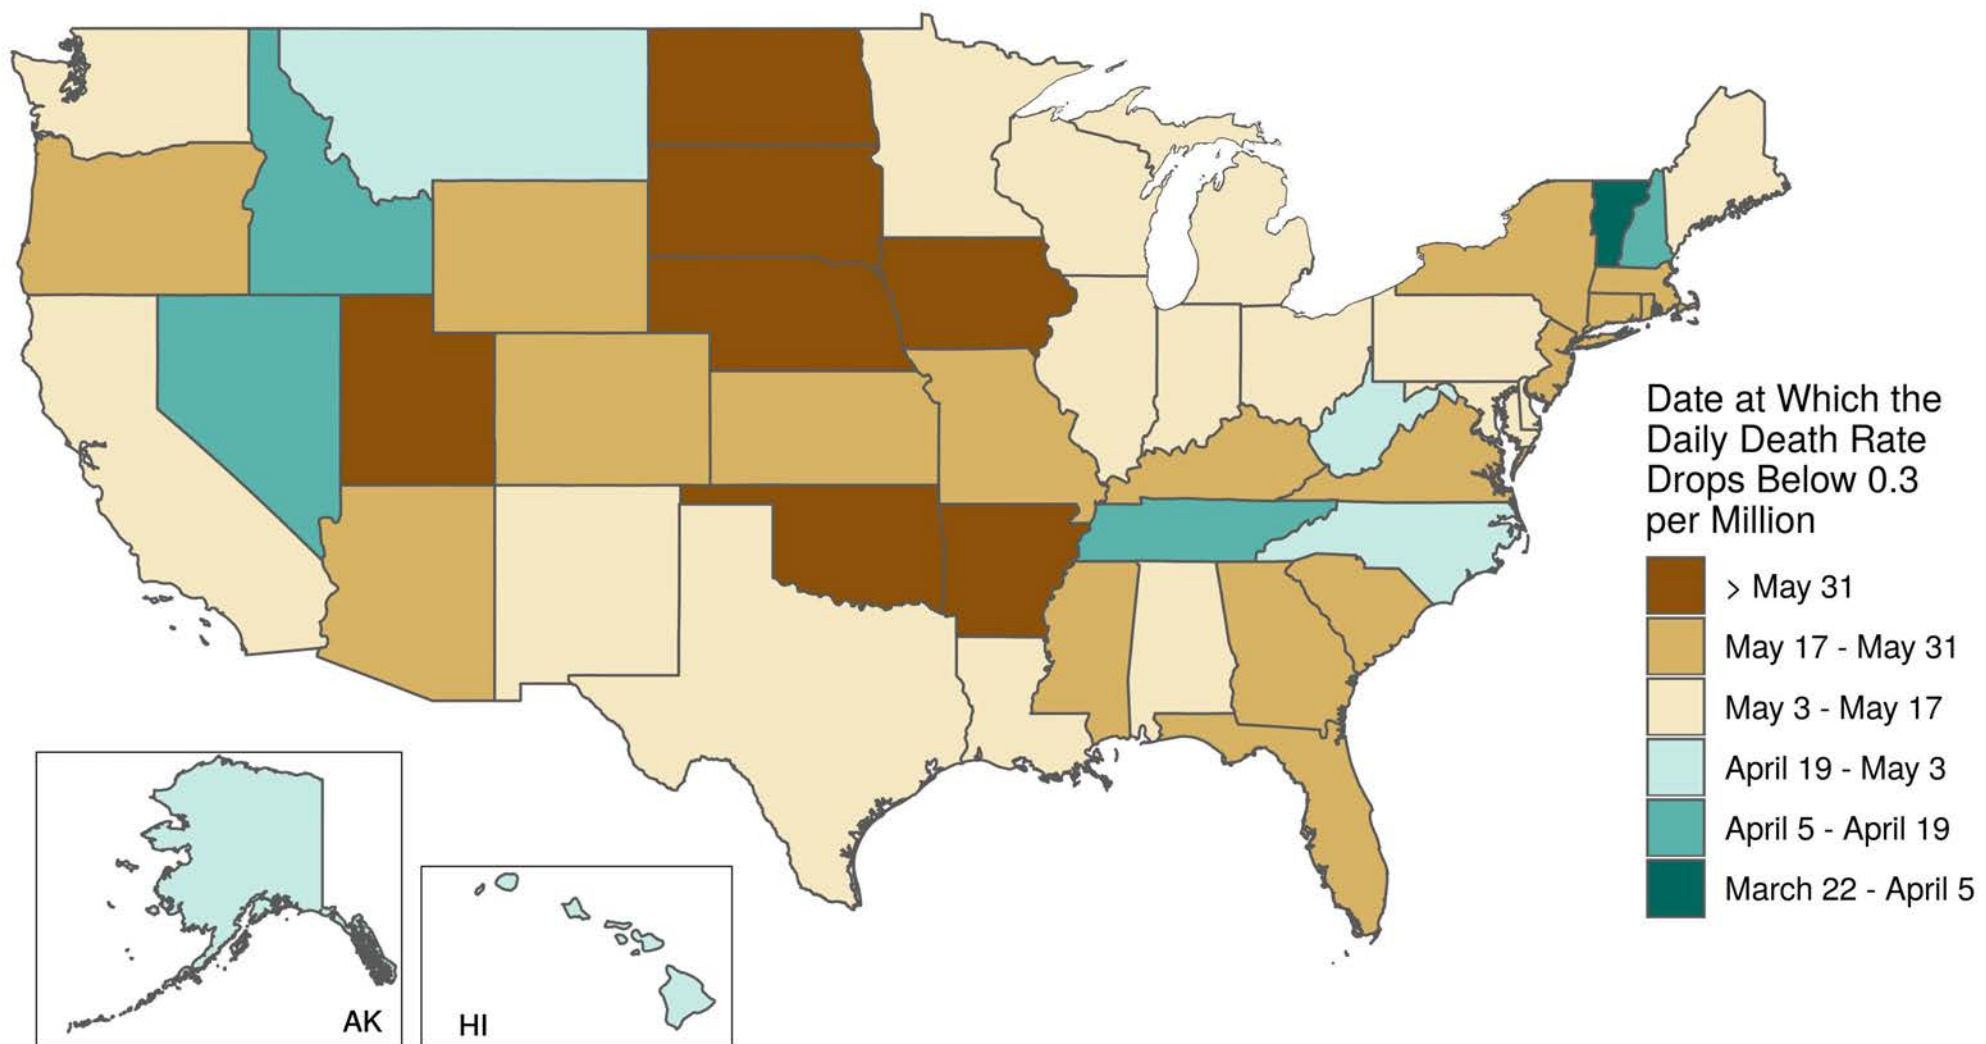 Date at Which the
Daily Death Rate
Drops Below 0.3
per Million
> May 31
May 17 - May 31
May 3 - May 17
April 19 - May 3
April 5 - April 19
March 22 - April 5
AK
HI